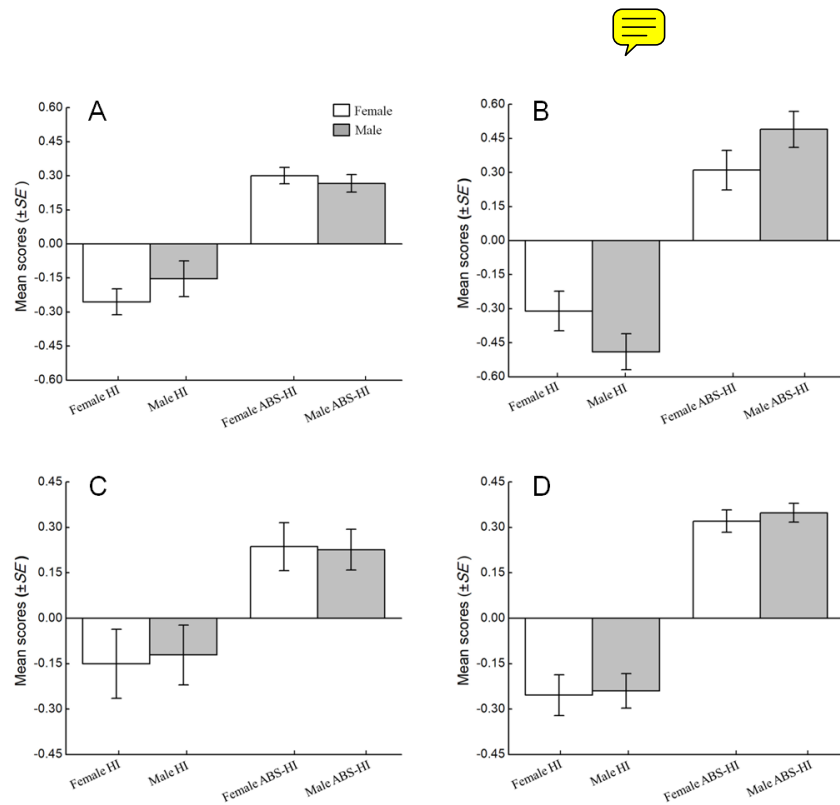 A
Female
Male
0.60
0.45
0.30
0.15
0.00
-0.15
-0.30
-0.45
-0.60
Mean scores (±SE)
Female HI
Male HI
Female ABS-HI
Male ABS-HI
B
0.60
0.45
0.30
0.15
0.00
-0.15
-0.30
-0.45
-0.60
Mean scores (±SE)
Female HI
Male HI
Female ABS-HI
Male ABS-HI
C
0.45
0.30
0.15
0.00
-0.15
-0.30
-0.45
Mean scores (±SE)
Female HI
Male HI
Female ABS-HI
Male ABS-HI
D
0.45
0.30
0.15
0.00
-0.15
-0.30
-0.45
Mean scores (±SE)
Female HI
Male HI
Female ABS-HI
Male ABS-HI